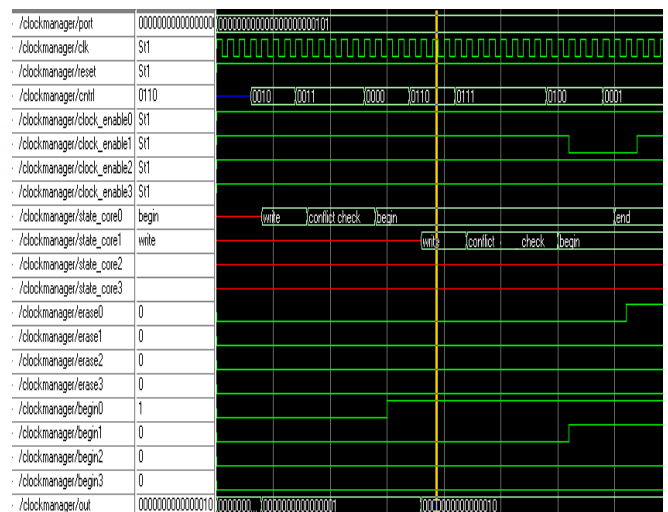 /clockmanager/port 0000000000000000 00000000000000000000101
/clockmanager/clk St1
/clockmanager/reset St1
/clockmanager/cntrl 0110 0010 0011 0000 0110 0111 0100 0001
/clockmanager/clock_enable0 St1
/clockmanager/clock_enable1 St1
/clockmanager/clock_enable2 St1
/clockmanager/clock_enable3 St1
/clockmanager/state_core0 begin write conflict check begin end
/clockmanager/state_core1 write write conflict check begin
/clockmanager/state_core2
/clockmanager/state_core3
/clockmanager/erase0 0
/clockmanager/erase1 0
/clockmanager/erase2 0
/clockmanager/erase3 0
/clockmanager/begin0 1
/clockmanager/begin1 0
/clockmanager/begin2 0
/clockmanager/begin3 0
/clockmanager/out 0000000000000010 0000000... 0000000000000001 0000000000000010